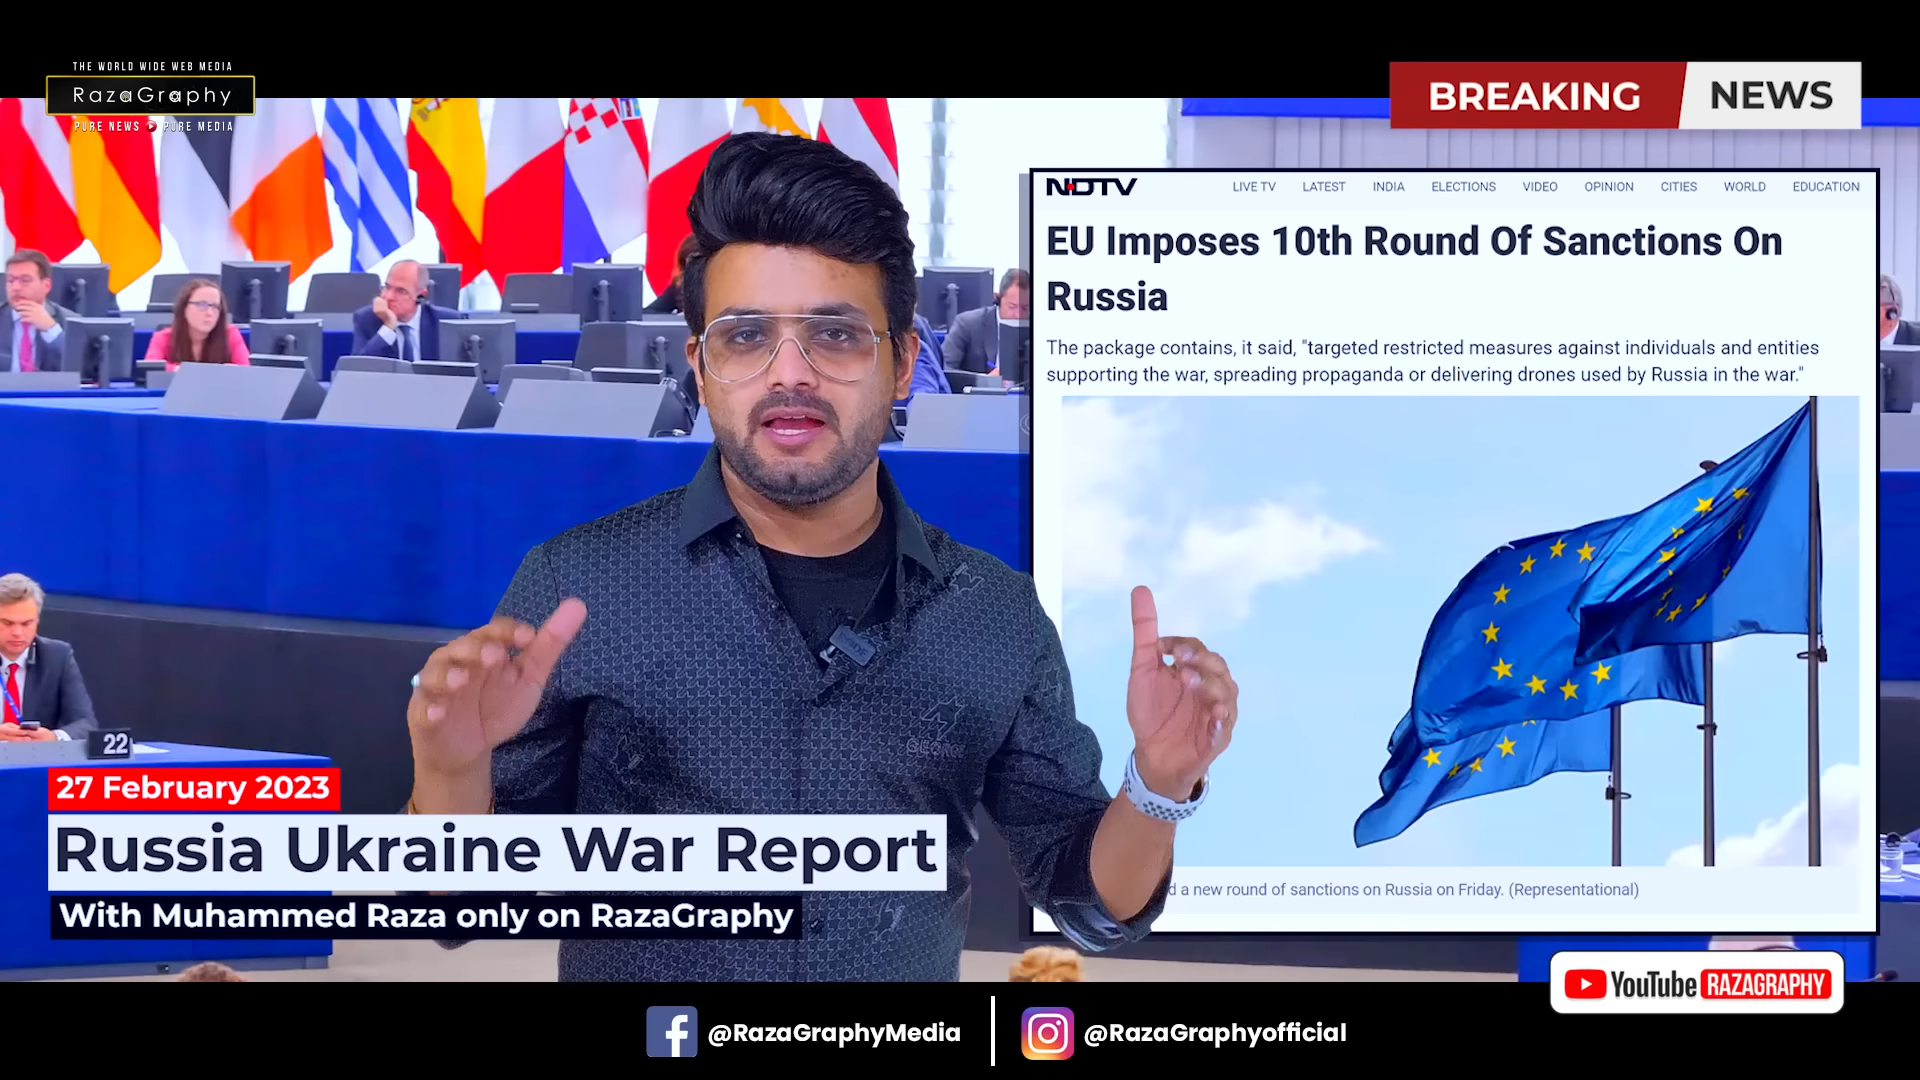 THE WORLD WIDE WEB MEDIA
RazaGraphy
PURE NEWS PURE MEDIA
BREAKING NEWS
NDTV
LIVE TV LATEST INDIA ELECTIONS VIDEO OPINION CITIES WORLD EDUCATION
EU Imposes 10th Round Of Sanctions On
Russia
The package contains, it said, "targeted restricted measures against individuals and entities
supporting the war, spreading propaganda or delivering drones used by Russia in the war."
d a new round of sanctions on Russia on Friday. (Representational)
GEORGE
22
27 February 2023
Russia Ukraine War Report
With Muhammed Raza only on RazaGraphy
YouTube RAZAGRAPHY
@RazaGraphyMedia
@RazaGraphyofficial